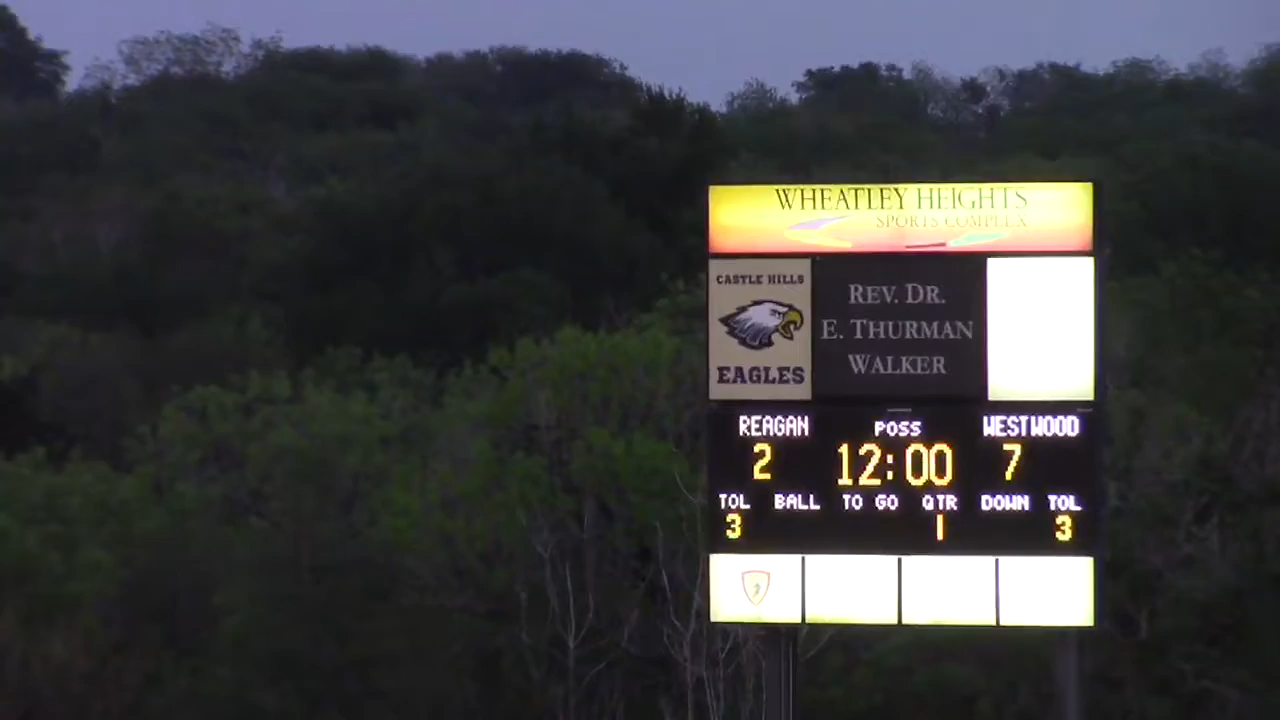 WHEATLEY HEIGHTS
SPORTS COMPLEX
CASTLE HILLS
EAGLES
REV. DR.
E. THURMAN
WALKER
REAGAN POSS WESTWOOD
2 12:00 7
TOL BALL TO GO QTR DOWN TOL
3 1 3